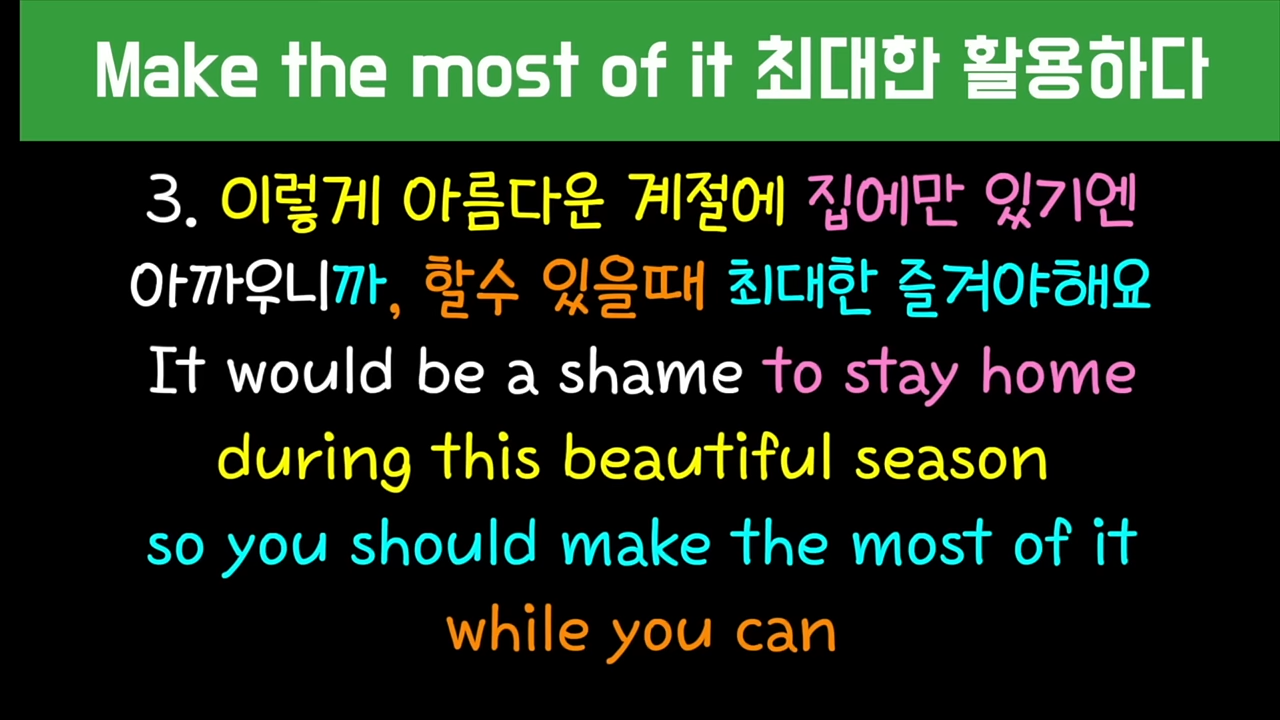 Make the most of it 최대한 활용하다
3. 이렇게 아름다운 계절에 집에만 있기엔
아까우니까, 할수 있을때 최대한 즐겨야해요
It would be a shame to stay home
during this beautiful season
so you should make the most of it
while you can